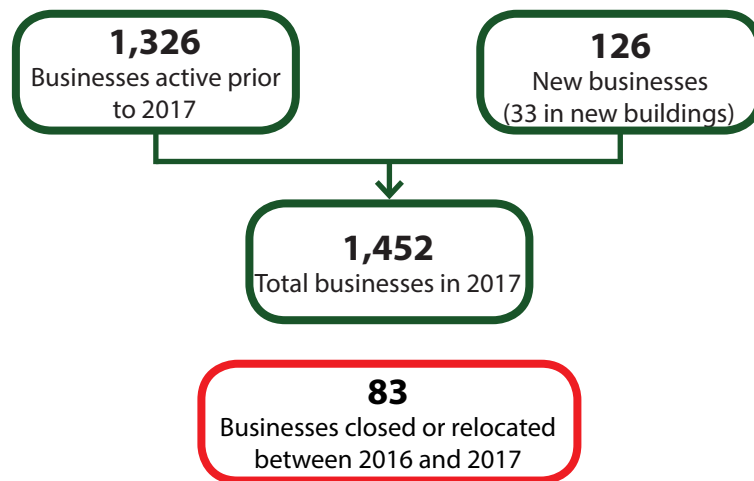 1,326
Businesses active prior
to 2017
126
New businesses
(33 in new buildings)
1,452
Total businesses in 2017
83
Businesses closed or relocated
between 2016 and 2017